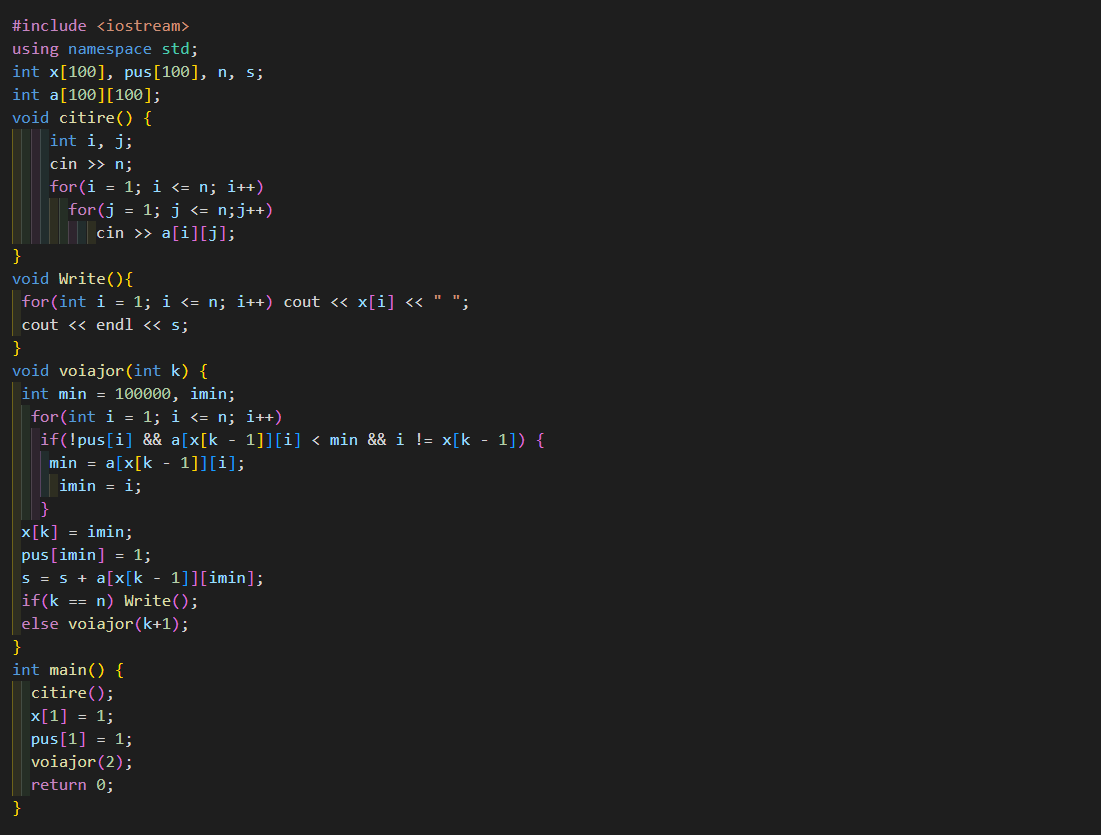 #include <iostream>
using namespace std;
int x[100], pus[100], n, s;
int a[100][100];
void citire() {
    int i, j;
    cin >> n;
    for(i = 1; i <= n; i++)
      for(j = 1; j <= n;j++)
         cin >> a[i][j];
}
void Write(){
 for(int i = 1; i <= n; i++) cout << x[i] << " ";
 cout << endl << s;
}
void voiajor(int k) {
 int min = 100000, imin;
  for(int i = 1; i <= n; i++)
   if(!pus[i] && a[x[k - 1]][i] < min && i != x[k - 1]) {
    min = a[x[k - 1]][i];
     imin = i;
   }
 x[k] = imin;
 pus[imin] = 1;
 s = s + a[x[k - 1]][imin];
 if(k == n) Write();
 else voiajor(k+1);
}
int main() {
  citire();
  x[1] = 1;
  pus[1] = 1;
  voiajor(2);
  return 0;
}